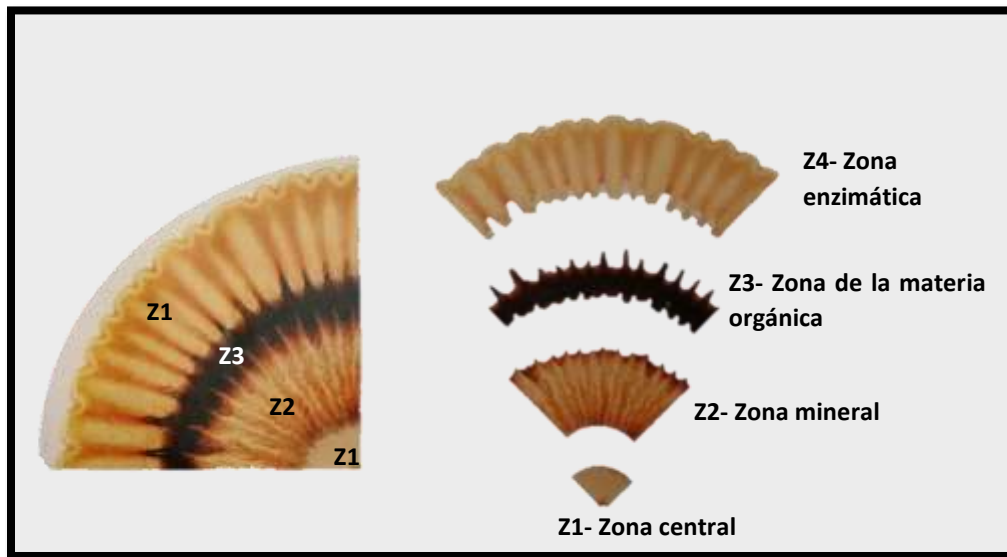 Z1
Z3
Z2
Z1
Z4- Zona
enzimática
Z3- Zona de la materia
orgánica
Z2- Zona mineral
Z1- Zona central